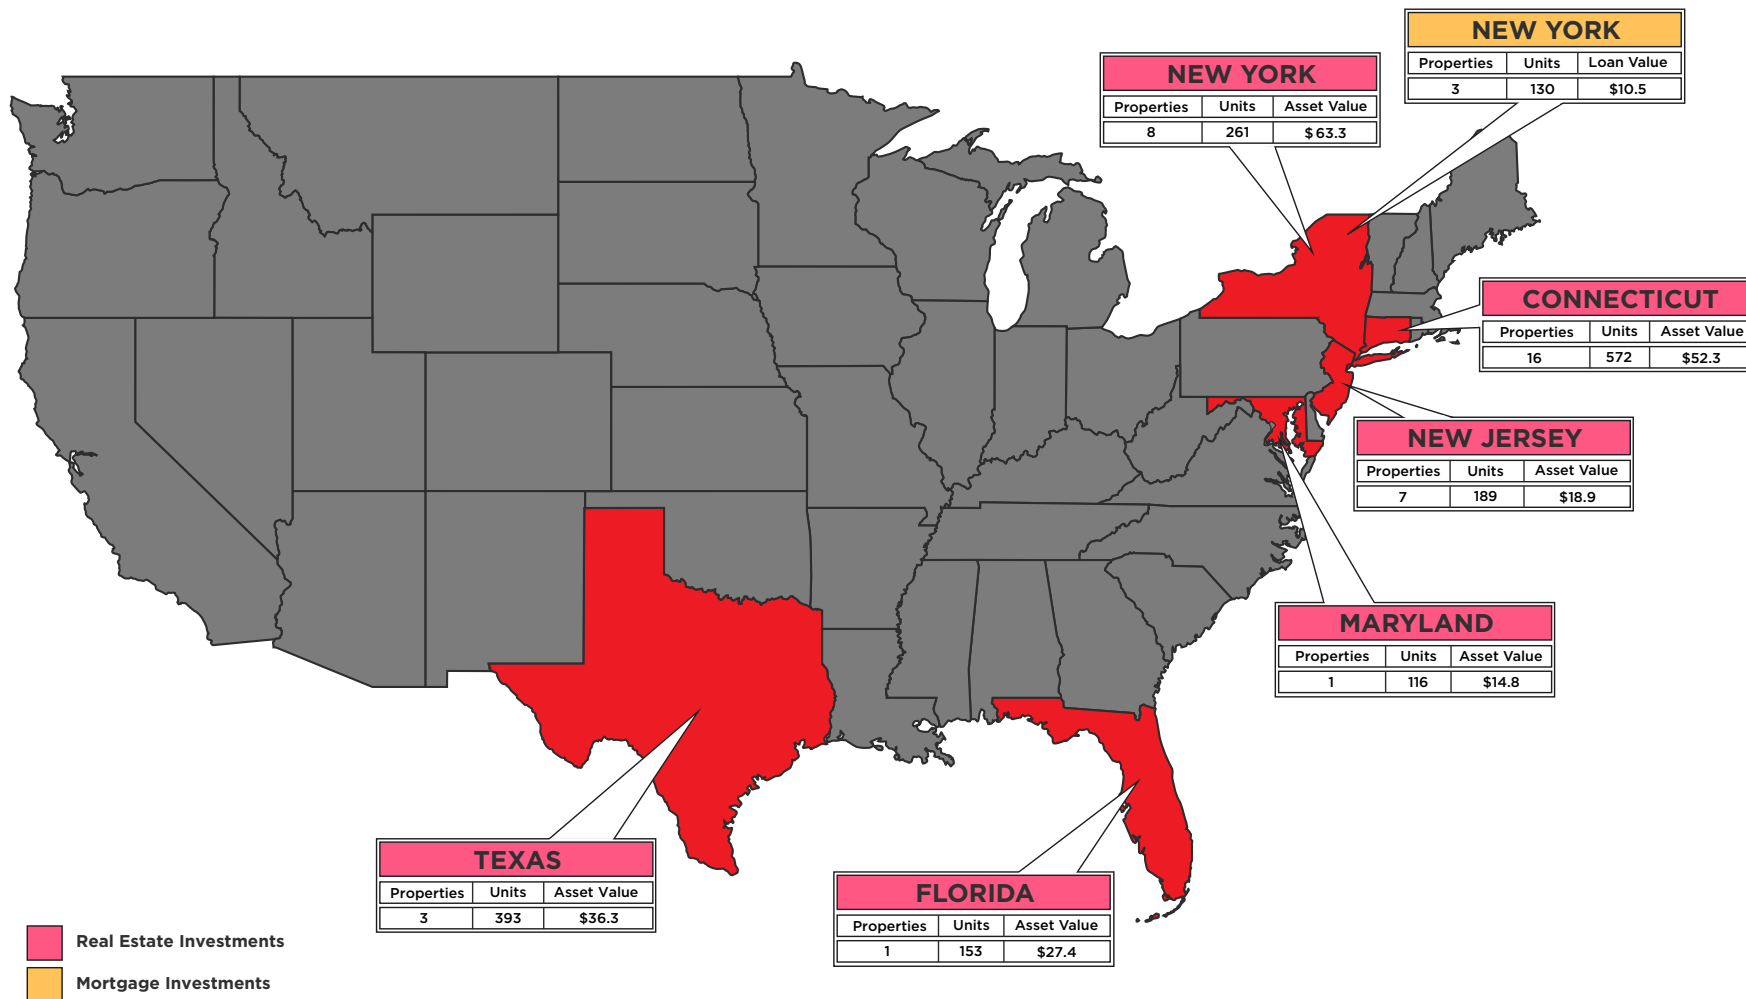 NEW YORK
Properties Units Loan Value
3 130 $10.5
NEW YORK
Properties Units Asset Value
8 261 $63.3
CONNECTICUT
Properties Units Asset Value
16 572 $52.3
NEW JERSEY
Properties Units Asset Value
7 189 $18.9
MARYLAND
Properties Units Asset Value
1 116 $14.8
TEXAS
Properties Units Asset Value
3 393 $36.3
FLORIDA
Properties Units Asset Value
1 153 $27.4
Real Estate Investments
Mortgage Investments